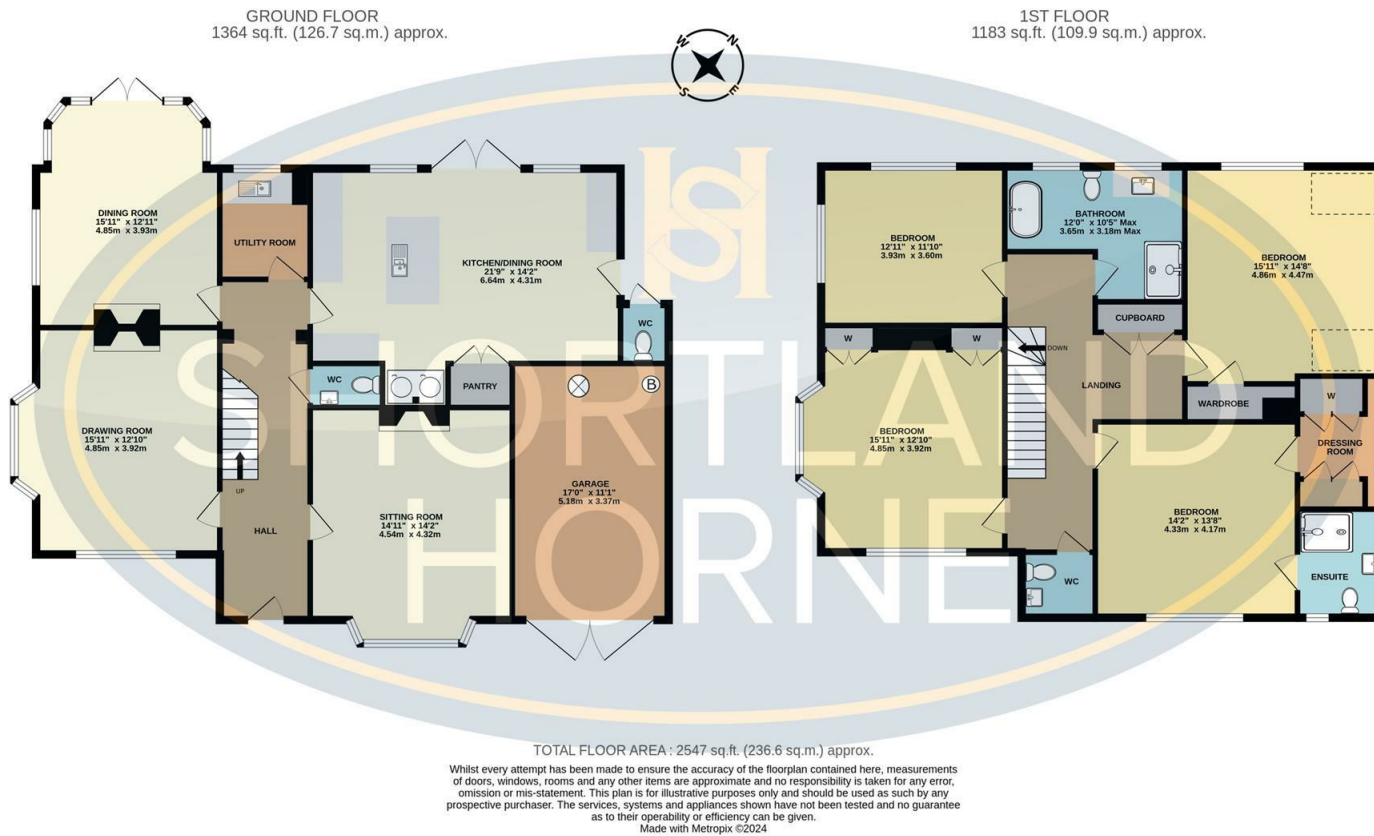 GROUND FLOOR
1364 sq.ft. (126.7 sq.m.) approx.
1ST FLOOR
1183 sq.ft. (109.9 sq.m.) approx.
W N
S E
DINING ROOM
15'11" x 12'11"
4.85m x 3.93m
UTILITY ROOM
KITCHEN/DINING ROOM
21'9" x 14'2"
6.64m x 4.31m
WC
WC
PANTRY
B
DRAWING ROOM
15'11" x 12'10"
4.85m x 3.92m
UP
HALL
SITTING ROOM
14'11" x 14'2"
4.54m x 4.32m
GARAGE
17'0" x 11'1"
5.18m x 3.37m
BEDROOM
12'11" x 11'10"
3.93m x 3.60m
BATHROOM
12'0" x 10'5" Max
3.65m x 3.18m Max
BEDROOM
15'11" x 14'8"
4.86m x 4.47m
CUPBOARD
W
W
DOWN
LANDING
WARDROBE
W
DRESSING
ROOM
BEDROOM
15'11" x 12'10"
4.85m x 3.92m
BEDROOM
14'2" x 13'8"
4.33m x 4.17m
ENSUITE
WC
SH
SHORTLAND
HORNE
TOTAL FLOOR AREA : 2547 sq.ft. (236.6 sq.m.) approx.
Whilst every attempt has been made to ensure the accuracy of the floorplan contained here, measurements
of doors, windows, rooms and any other items are approximate and no responsibility is taken for any error,
omission or mis-statement. This plan is for illustrative purposes only and should be used as such by any
prospective purchaser. The services, systems and appliances shown have not been tested and no guarantee
as to their operability or efficiency can be given.
Made with Metropix ©2024